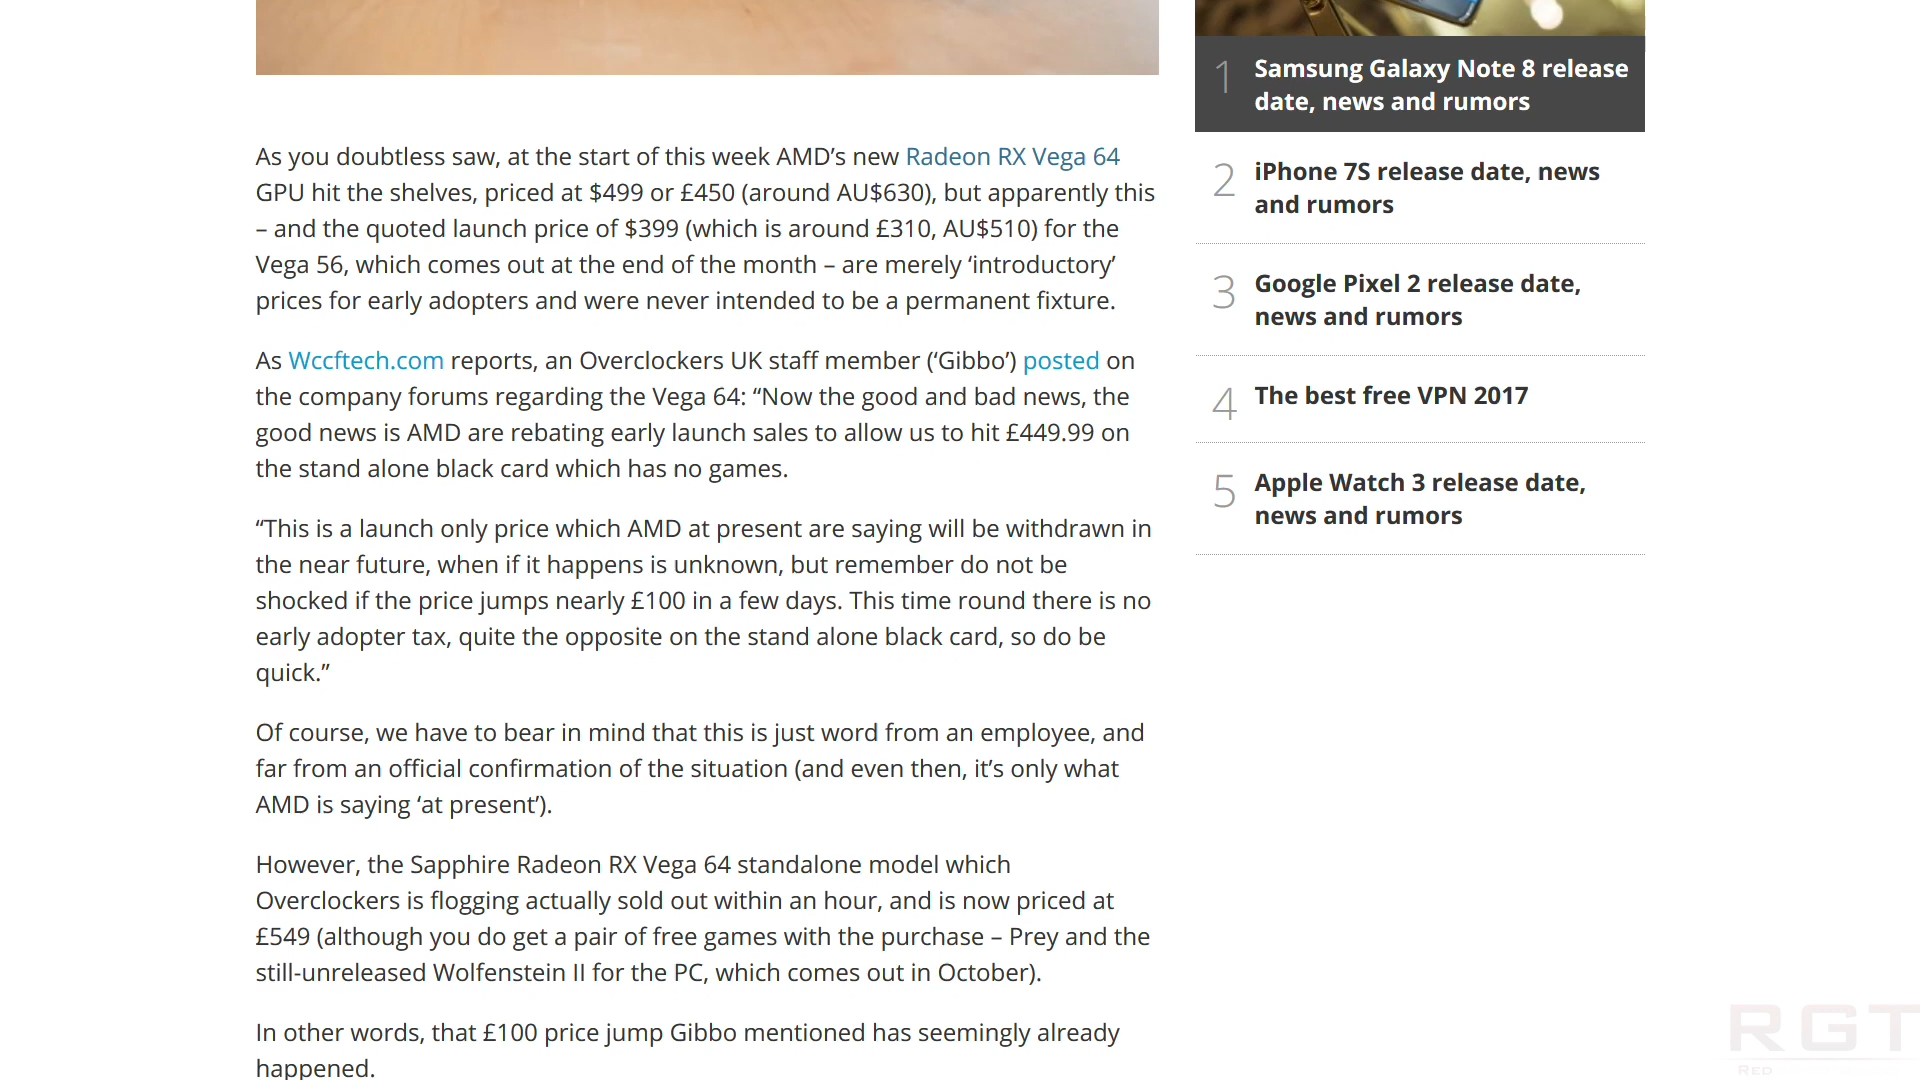 As you doubtless saw, at the start of this week AMD’s new Radeon RX Vega 64
GPU hit the shelves, priced at $499 or £450 (around AU$630), but apparently this
– and the quoted launch price of $399 (which is around £310, AU$510) for the
Vega 56, which comes out at the end of the month – are merely ‘introductory’
prices for early adopters and were never intended to be a permanent fixture.
As Wccftech.com reports, an Overclockers UK staff member (‘Gibbo’) posted on
the company forums regarding the Vega 64: “Now the good and bad news, the
good news is AMD are rebating early launch sales to allow us to hit £449.99 on
the stand alone black card which has no games.
“This is a launch only price which AMD at present are saying will be withdrawn in
the near future, when if it happens is unknown, but remember do not be
shocked if the price jumps nearly £100 in a few days. This time round there is no
early adopter tax, quite the opposite on the stand alone black card, so do be
quick.”
Of course, we have to bear in mind that this is just word from an employee, and
far from an official confirmation of the situation (and even then, it’s only what
AMD is saying ‘at present’).
However, the Sapphire Radeon RX Vega 64 standalone model which
Overclockers is flogging actually sold out within an hour, and is now priced at
£549 (although you do get a pair of free games with the purchase – Prey and the
still-unreleased Wolfenstein II for the PC, which comes out in October).
In other words, that £100 price jump Gibbo mentioned has seemingly already
happened.
1 Samsung Galaxy Note 8 release
date, news and rumors
2 iPhone 7S release date, news
and rumors
3 Google Pixel 2 release date,
news and rumors
4 The best free VPN 2017
5 Apple Watch 3 release date,
news and rumors
RGT
RED